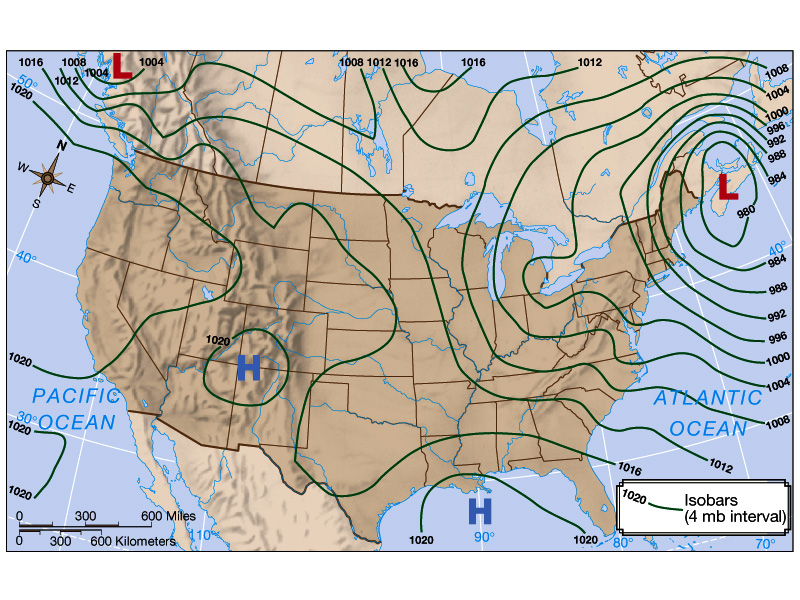 1016 1008 L 1004 1008 1012 1016 1016 1012 1008
1012 1004
50°
1020
1004
1000
996
992
988
984
N
W
E
S
L
980
40°
40°
984
988
992
996
1000
1004
1008
1020
1020
H
PACIFIC
OCEAN
30°
1020
1020
ATLANTIC
OCEAN
1016
1012
H
1020
1020
90°
80°
70°
110°
0 300 600 Miles
0 300 600 Kilometers
1020
Isobars
(4 mb interval)